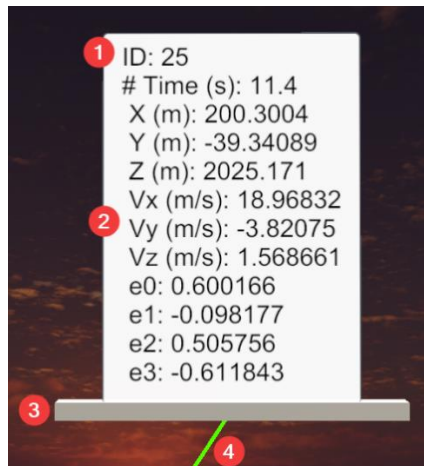 1
ID: 25
# Time (s): 11.4
X (m): 200.3004
Y (m): -39.34089
Z (m): 2025.171
Vx (m/s): 18.96832
2
Vy (m/s): -3.82075
Vz (m/s): 1.568661
e0: 0.600166
e1: -0.098177
e2: 0.505756
e3: -0.611843
3
4